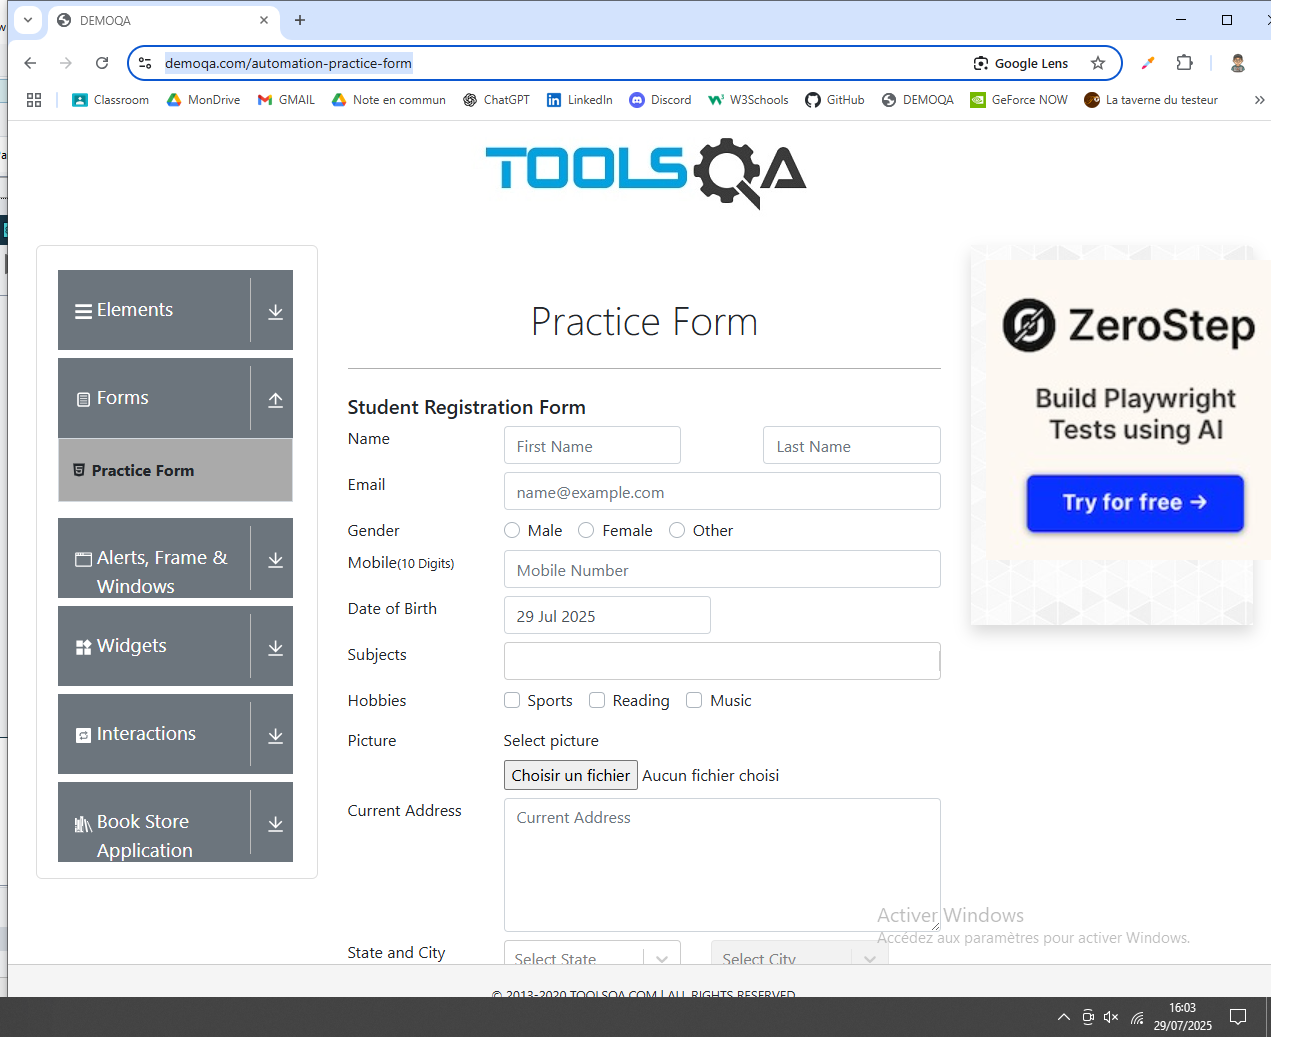 DEMOQA
demoqa.com/automation-practice-form
Google Lens
Classroom MonDrive GMAIL Note en commun ChatGPT LinkedIn Discord W3Schools GitHub DEMOQA GeForce NOW La taverne du testeur
TOOLSQA
Elements
Forms
Practice Form
Alerts, Frame &
Windows
Widgets
Interactions
Book Store
Application
Practice Form
Student Registration Form
Name First Name Last Name
Email name@example.com
Gender Male Female Other
Mobile(10 Digits) Mobile Number
Date of Birth 29 Jul 2025
Subjects
Hobbies Sports Reading Music
Picture Select picture
Choisir un fichier Aucun fichier choisi
Current Address Current Address
State and City Select State Select City
ZeroStep
Build Playwright
Tests using AI
Try for free →
Activer Windows
Accédez aux paramètres pour activer Windows.
© 2013-2020 TOOLSQA.COM | ALL RIGHTS RESERVED.
16:03
29/07/2025